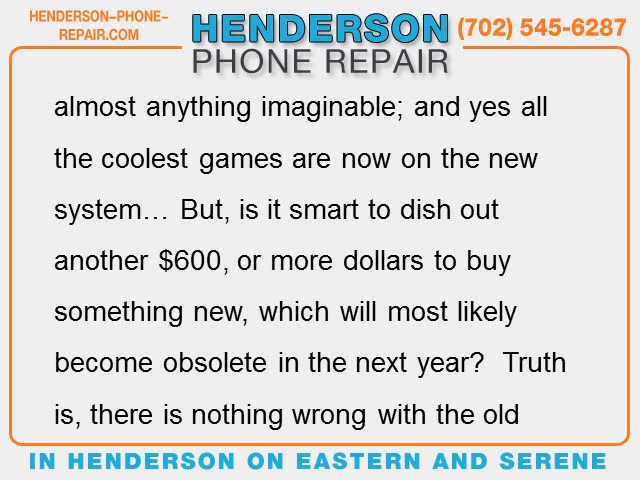 HENDERSON-PHONE-
REPAIR.COM
HENDERSON
PHONE REPAIR
(702) 545-6287
almost anything imaginable; and yes all
the coolest games are now on the new
system… But, is it smart to dish out
another $600, or more dollars to buy
something new, which will most likely
become obsolete in the next year?  Truth
is, there is nothing wrong with the old
IN HENDERSON ON EASTERN AND SERENE